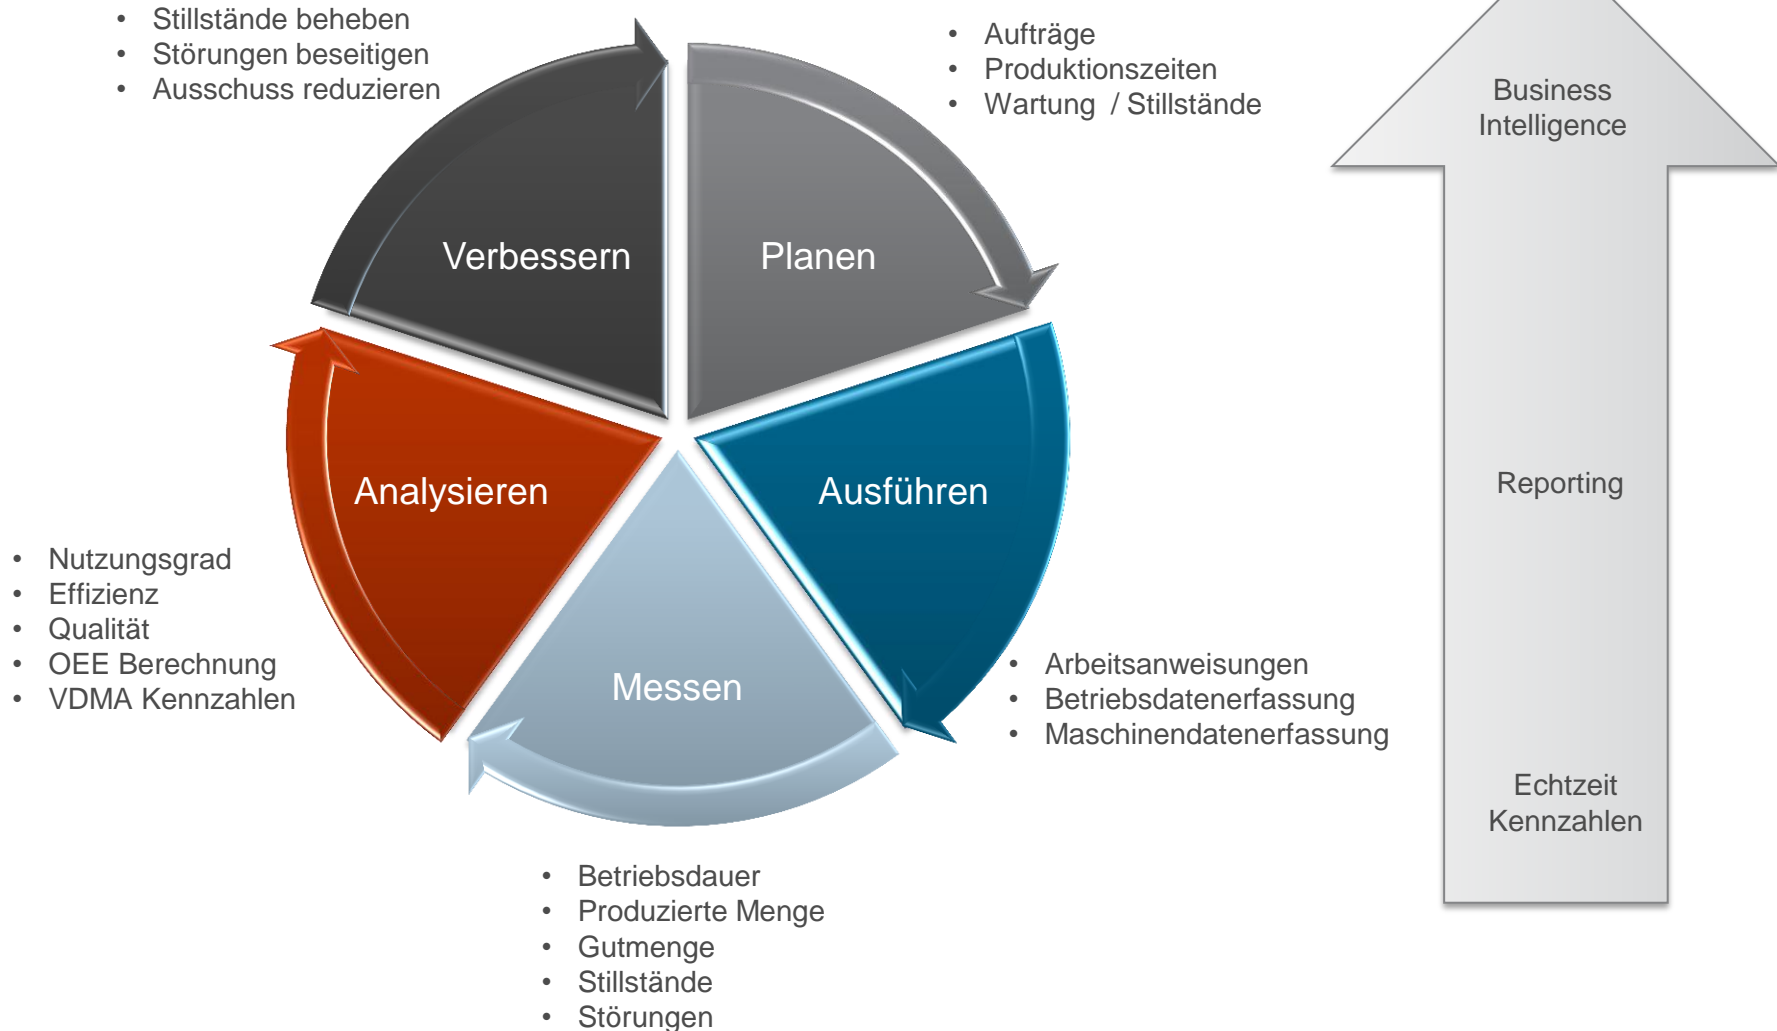 • Stillstände beheben
• Störungen beseitigen
• Ausschuss reduzieren
• Aufträge
• Produktionszeiten
• Wartung / Stillstände
Verbessern
Planen
Analysieren
Ausführen
Messen
• Nutzungsgrad
• Effizienz
• Qualität
• OEE Berechnung
• VDMA Kennzahlen
• Arbeitsanweisungen
• Betriebsdatenerfassung
• Maschinendatenerfassung
• Betriebsdauer
• Produzierte Menge
• Gutmenge
• Stillstände
• Störungen
Business
Intelligence
Reporting
Echtzeit
Kennzahlen